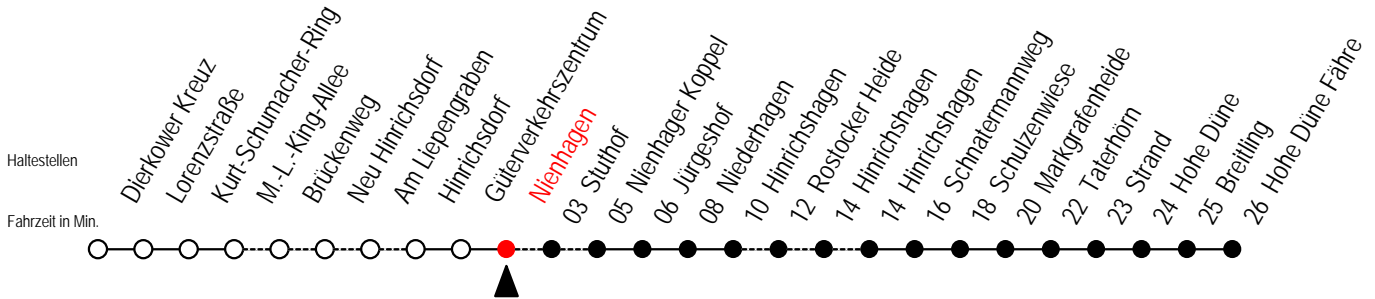 Haltestellen
Fahrzeit in Min.
Dierkower Kreuz
Lorenzstraße
Kurt-Schumacher-Ring
M.-L.-King-Allee
Brückenweg
Neu Hinrichsdorf
Am Liepengraben
Hinrichsdorf
Güterverkehrszentrum
Nienhagen
03 Stuthof
05 Nienhager Koppel
06 Jürgeshof
08 Niederhagen
10 Hinrichshagen
12 Rostocker Heide
14 Hinrichshagen
14 Hinrichshagen
16 Schnatermannweg
18 Schulzenwiese
20 Markgrafenheide
22 Taterhörn
23 Strand
24 Hohe Düne
25 Breitling
26 Hohe Düne Fähre